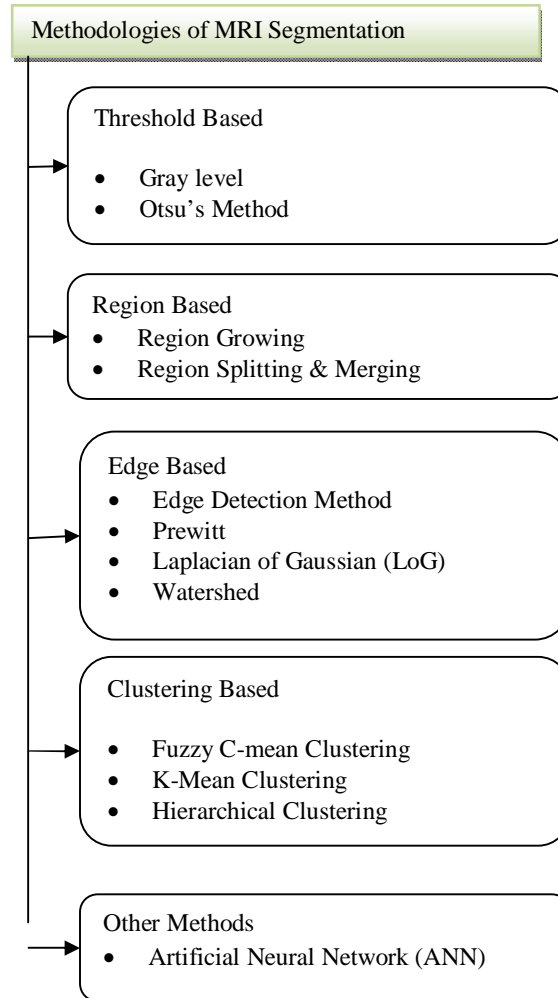 Methodologies of MRI Segmentation
Threshold Based
• Gray level
• Otsu’s Method
Region Based
• Region Growing
• Region Splitting & Merging
Edge Based
• Edge Detection Method
• Prewitt
• Laplacian of Gaussian (LoG)
• Watershed
Clustering Based
• Fuzzy C-mean Clustering
• K-Mean Clustering
• Hierarchical Clustering
Other Methods
• Artificial Neural Network (ANN)